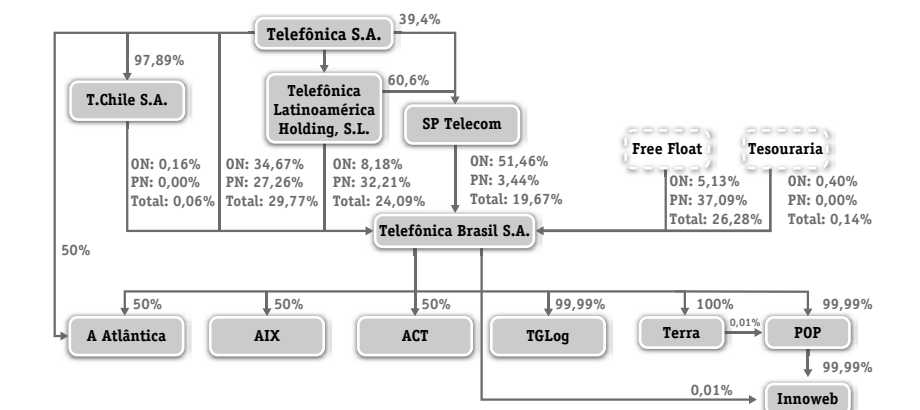 39,4%
Telefônica S.A.
97,89%
60,6%
T.Chile S.A.
Telefônica
Latinoamérica
Holding, S.L.
SP Telecom
Free Float
Tesouraria
ON: 0,16%
PN: 0,00%
Total: 0,06%
ON: 34,67%
PN: 27,26%
Total: 29,77%
ON: 8,18%
PN: 32,21%
Total: 24,09%
ON: 51,46%
PN: 3,44%
Total: 19,67%
ON: 5,13%
PN: 37,09%
Total: 26,28%
ON: 0,40%
PN: 0,00%
Total: 0,14%
Telefônica Brasil S.A.
50%
50%
50%
50%
99,99%
100%
99,99%
A Atlântica
AIX
ACT
TGLog
Terra
0,01%
POP
99,99%
0,01%
Innoweb